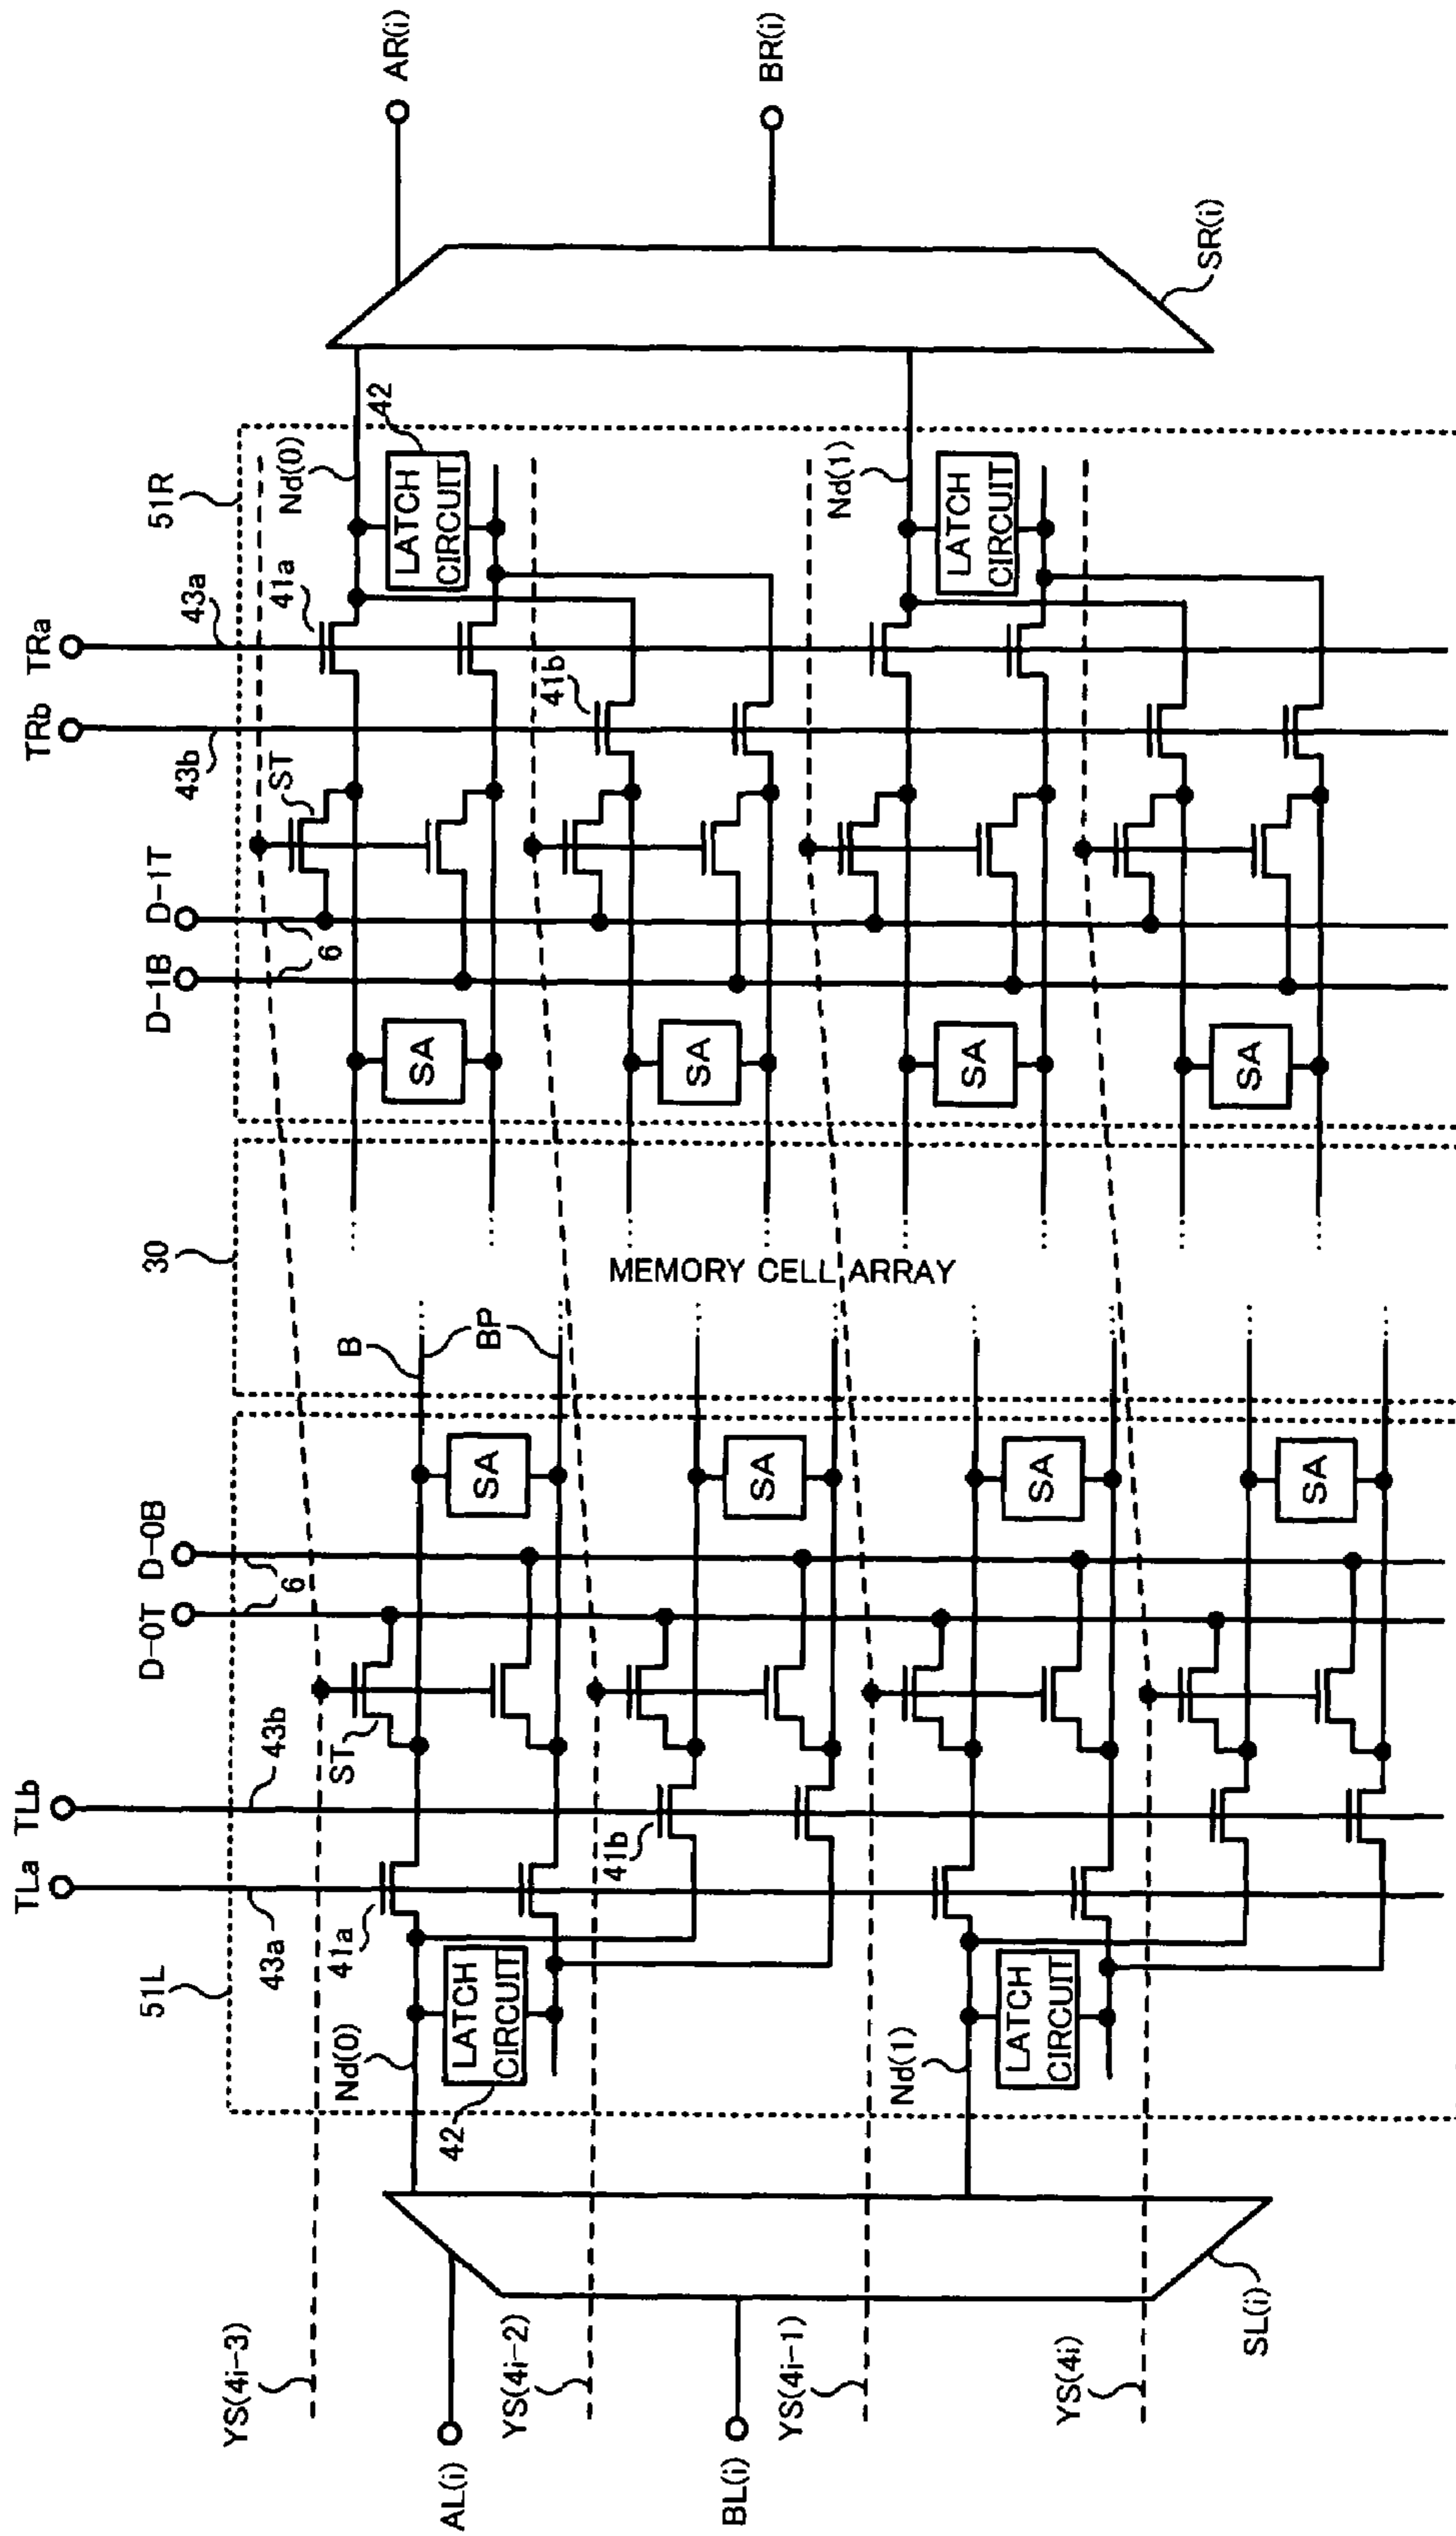 TLa
TLb
D-0T
D-0B
D-1B
D-1T
TRb
TRa
51L
43a
43b
6
30
6
43b
43a
51R
YS(4i-3)
41a
ST
B
ST
41a
AL(i)
Nd(0)
42
LATCH
CIRCUIT
SA
BP
SA
Nd(0)
LATCH
CIRCUIT
42
AR(i)
YS(4i-2)
41b
SA
SA
41b
BL(i)
MEMORY CELL ARRAY
BR(i)
YS(4i-1)
Nd(1)
LATCH
CIRCUIT
SA
SA
Nd(1)
LATCH
CIRCUIT
YS(4i)
SL(i)
SA
SA
SR(i)